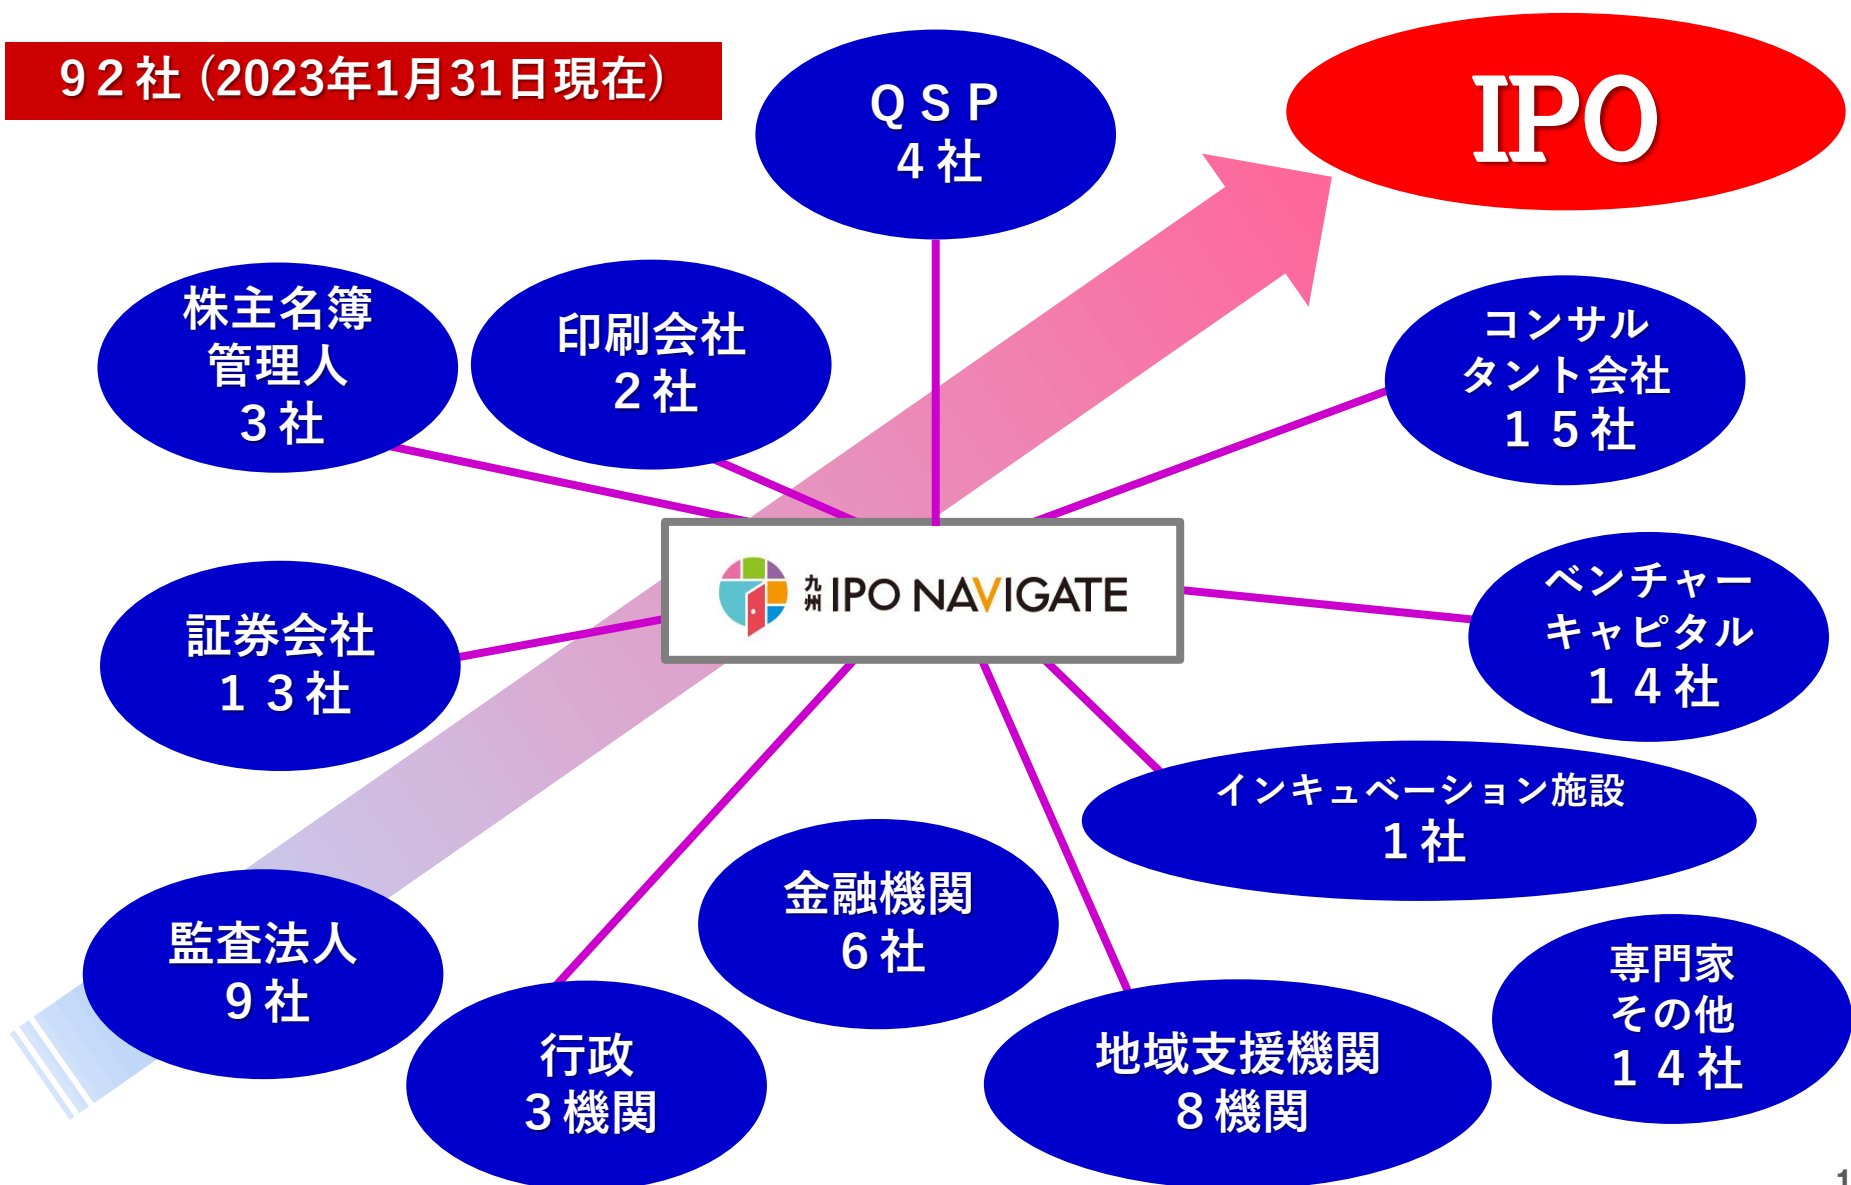 ９２社（2023年1月31日現在）
ＱＳＰ
４社
IPO
株主名簿
管理人
３社
印刷会社
２社
コンサル
タント会社
１５社
九州 IPO NAVIGATE
ベンチャー
キャピタル
１４社
証券会社
１３社
インキュベーション施設
１社
金融機関
６社
監査法人
９社
専門家
その他
１４社
行政
３機関
地域支援機関
８機関
1